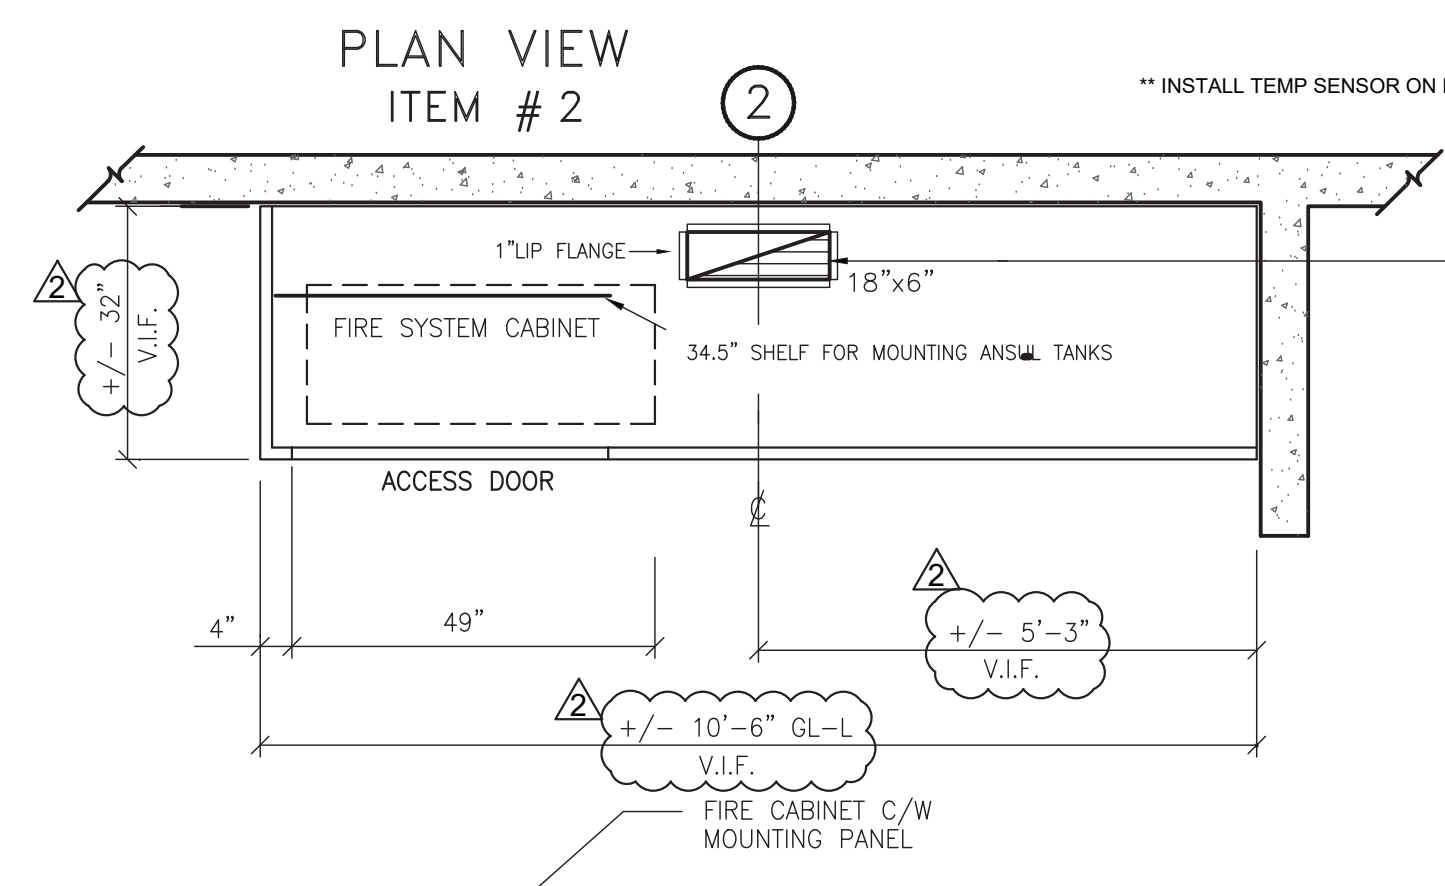 PLAN VIEW
ITEM #2
2
** INSTALL TEMP SENSOR ON
1"LIP FLANGE
18"x6"
2
+/- 32"
V.I.F.
FIRE SYSTEM CABINET
34.5" SHELF FOR MOUNTING ANSUL TANKS
ACCESS DOOR
℄
2
4"
49"
+/- 5'-3"
V.I.F.
2
+/- 10'-6" GL-L
V.I.F.
FIRE CABINET C/W
MOUNTING PANEL